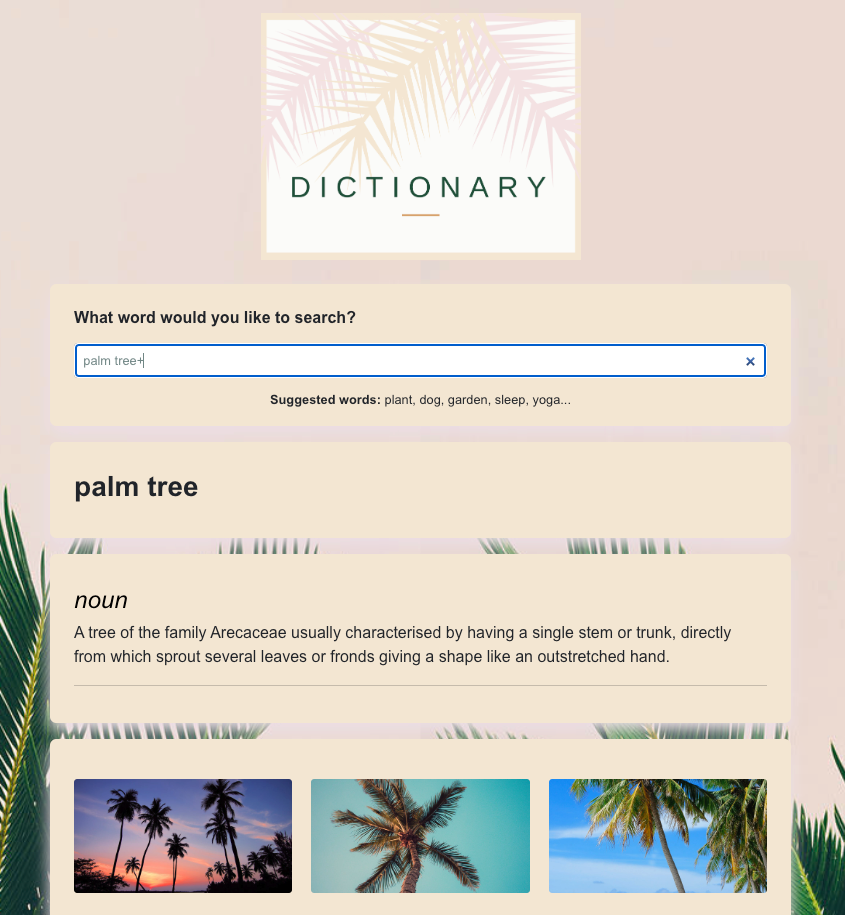 DICTIONARY
What word would you like to search?
palm tree+
Suggested words: plant, dog, garden, sleep, yoga...
palm tree
noun
A tree of the family Arecaceae usually characterised by having a single stem or trunk, directly
from which sprout several leaves or fronds giving a shape like an outstretched hand.